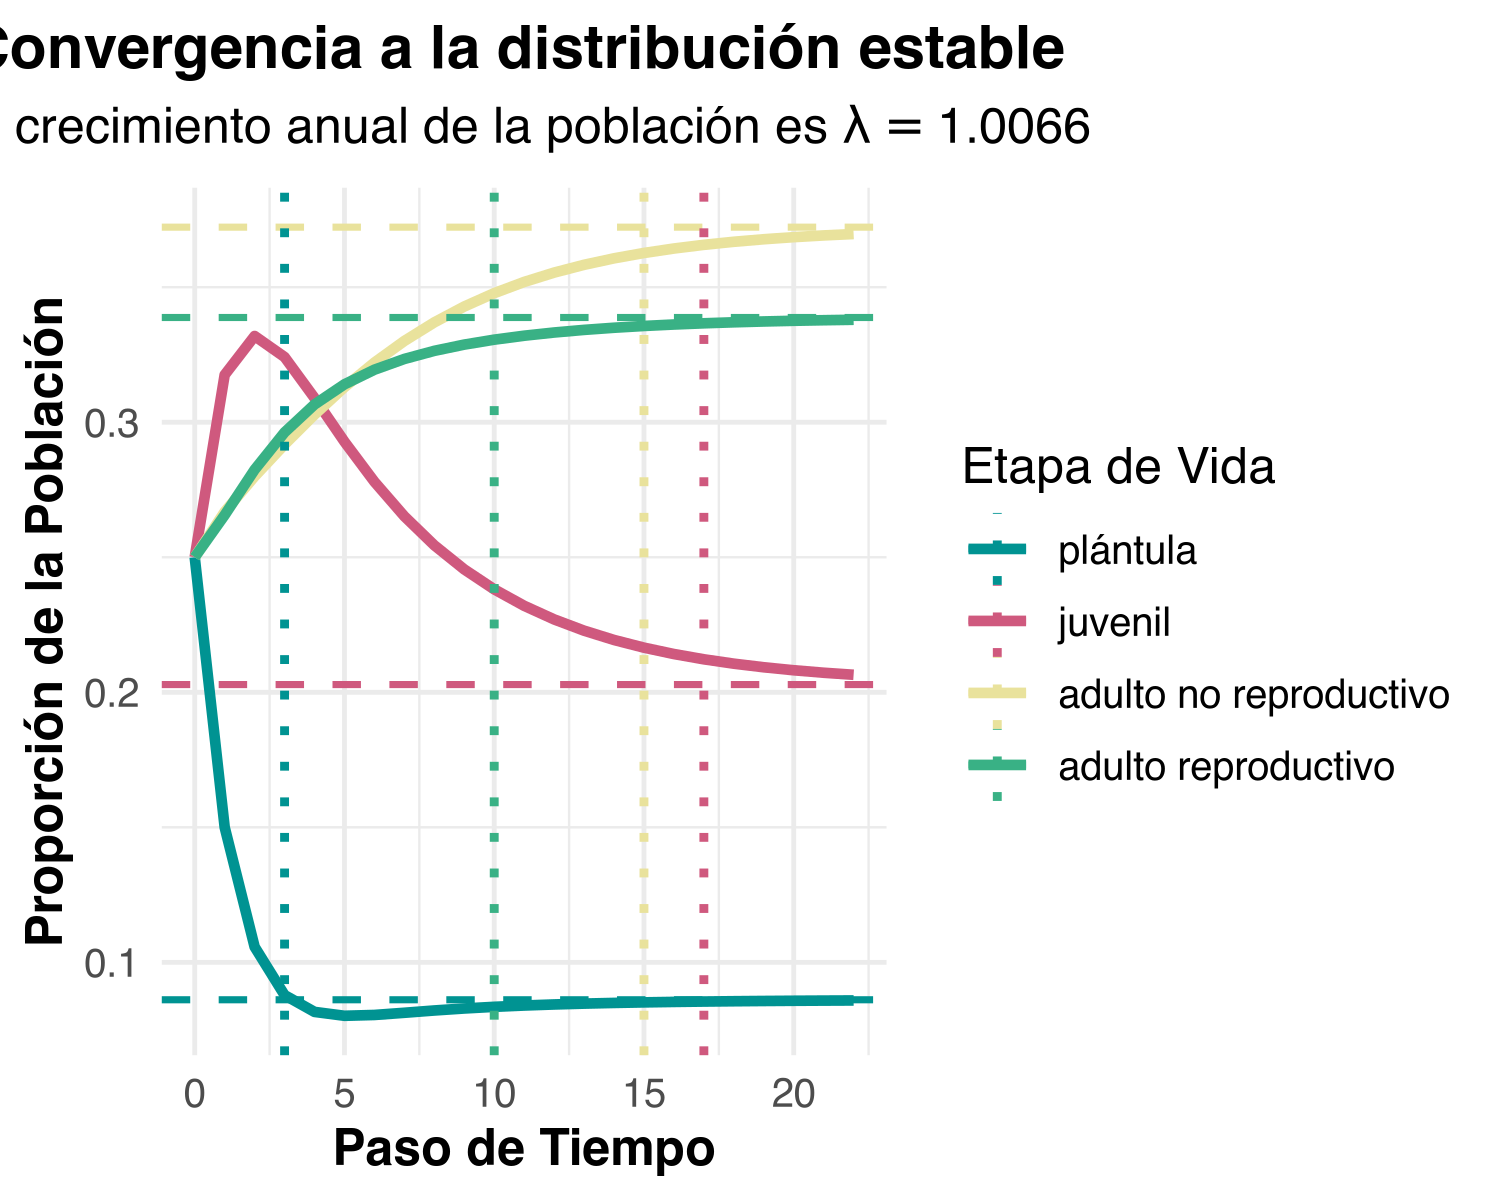 Convergencia a la distribución estable
crecimiento anual de la población es λ = 1.0066
Proporción de la Población
0.3
0.2
0.1
0 5 10 15 20
Paso de Tiempo
Etapa de Vida
plántula
juvenil
adulto no reproductivo
adulto reproductivo